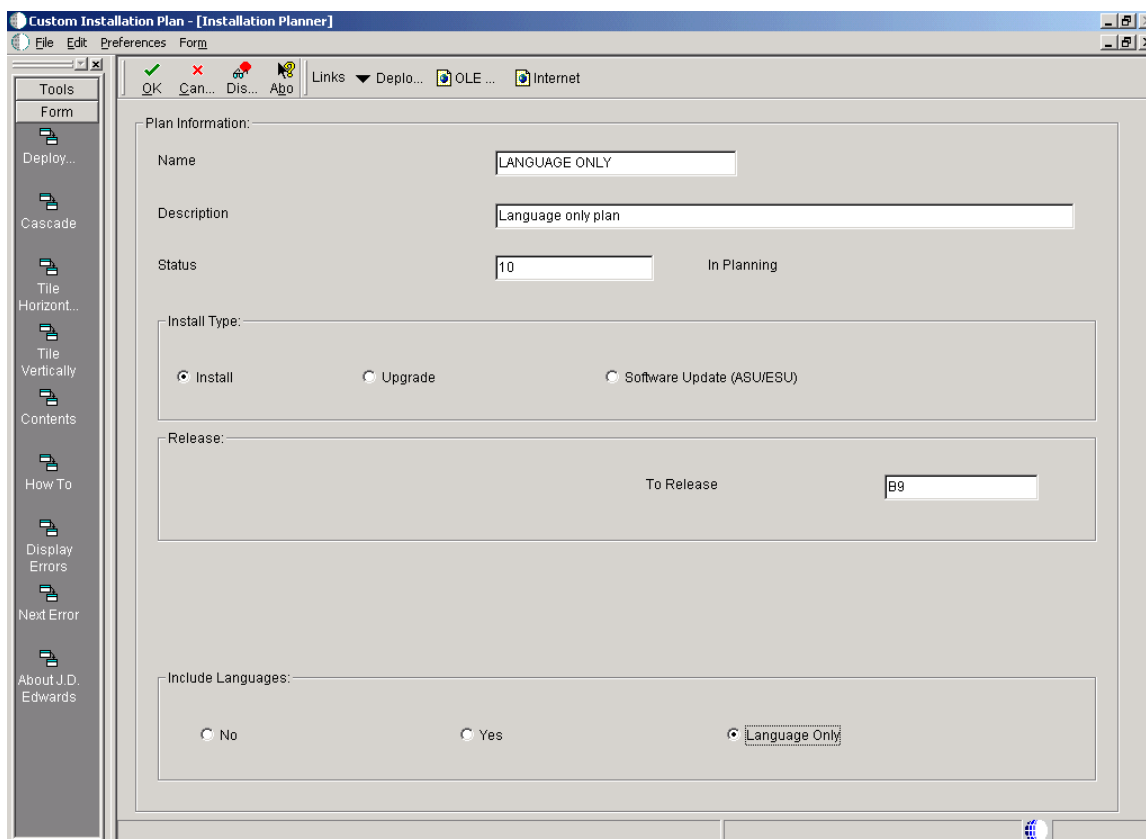 Custom Installation Plan - [Installation Planner]
File Edit Preferences Form
Tools
Form
Deploy...
Cascade
Tile
Horizont...
Tile
Vertically
Contents
How To
Display
Errors
Next Error
About J.D.
Edwards
OK Can... Dis... Abo Links Deplo... OLE ... Internet
Plan Information:
Name LANGUAGE ONLY
Description Language only plan
Status 10 In Planning
Install Type:
Install Upgrade Software Update (ASU/ESU)
Release:
To Release B9
Include Languages:
No Yes Language Only